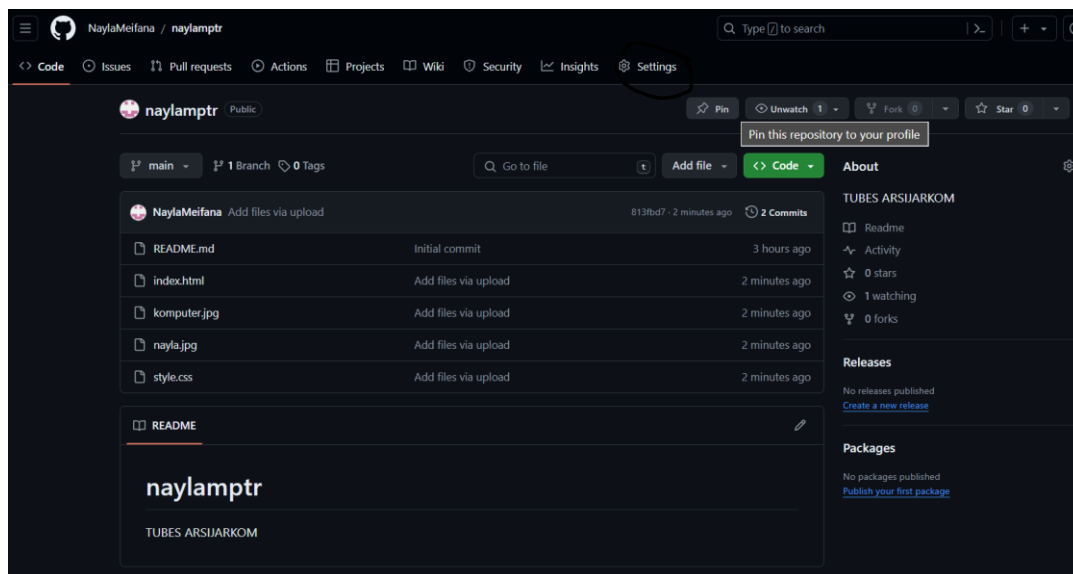 NaylaMeifana / naylamptr
Type / to search
Code Issues Pull requests Actions Projects Wiki Security Insights Settings
naylamptr Public
Pin Unwatch 1 Fork 0 Star 0
Pin this repository to your profile
main 1 Branch 0 Tags
Go to file t Add file Code
About
TUBES ARSIJARKOM
NaylaMeifana Add files via upload 813fbd7 · 2 minutes ago 2 Commits
Readme
README.md Initial commit 3 hours ago
Activity
index.html Add files via upload 2 minutes ago
0 stars
1 watching
komputer.jpg Add files via upload 2 minutes ago
0 forks
nayla.jpg Add files via upload 2 minutes ago
Releases
style.css Add files via upload 2 minutes ago
No releases published
Create a new release
README
Packages
No packages published
Publish your first package
naylamptr
TUBES ARSIJARKOM